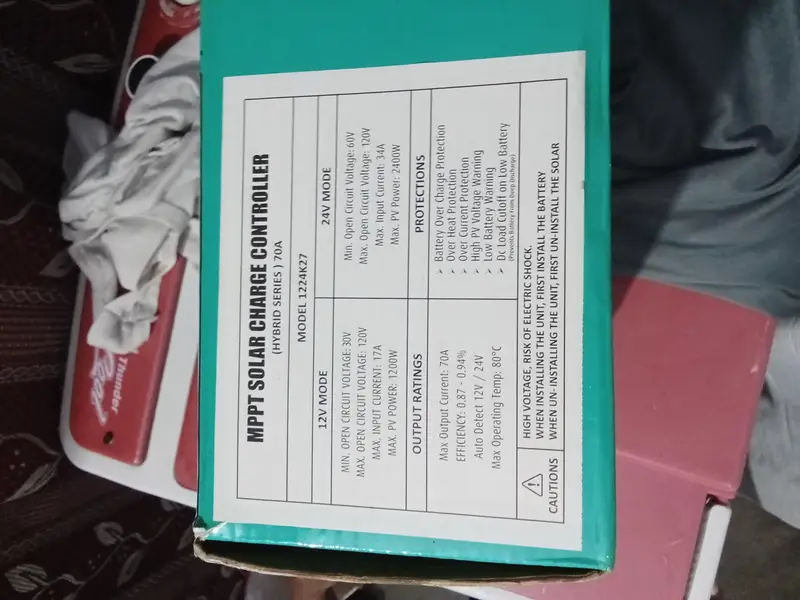 MPPT SOLAR CHARGE CONTROLLER
(HYBRID SERIES ) 70A
MODEL 1224K27
12V MODE
MIN. OPEN CIRCUIT VOLTAGE: 30V
MAX. OPEN CIRCUIT VOLTAGE: 120V
MAX. INPUT CURRENT: 17A
MAX. PV POWER: 1200W
24V MODE
Min. Open Circuit Voltage: 60V
Max. Open Circuit Voltage: 120V
Max. Input Current: 34A
Max. PV Power: 2400W
OUTPUT RATINGS
Max Output Current: 70A
EFFICIENCY: 0.87 - 0.94%
Auto Detect 12V / 24V
Max Operating Temp: 80°C
PROTECTIONS
➢ Battery Over Charge Protection
➢ Over Heat Protection
➢ Over Current Protection
➢ High PV Voltage Warning
➢ Low Battery Warning
➢ Dc Load Cutoff on Low Battery
(Prevents Battery From Deep Discharge)
CAUTIONS
HIGH VOLTAGE, RISK OF ELECTRIC SHOCK.
WHEN INSTALLING THE UNIT, FIRST INSTALL THE BATTERY
WHEN UN- INSTALLING THE UNIT, FIRST UN-INSTALL THE SOLAR
Thunder